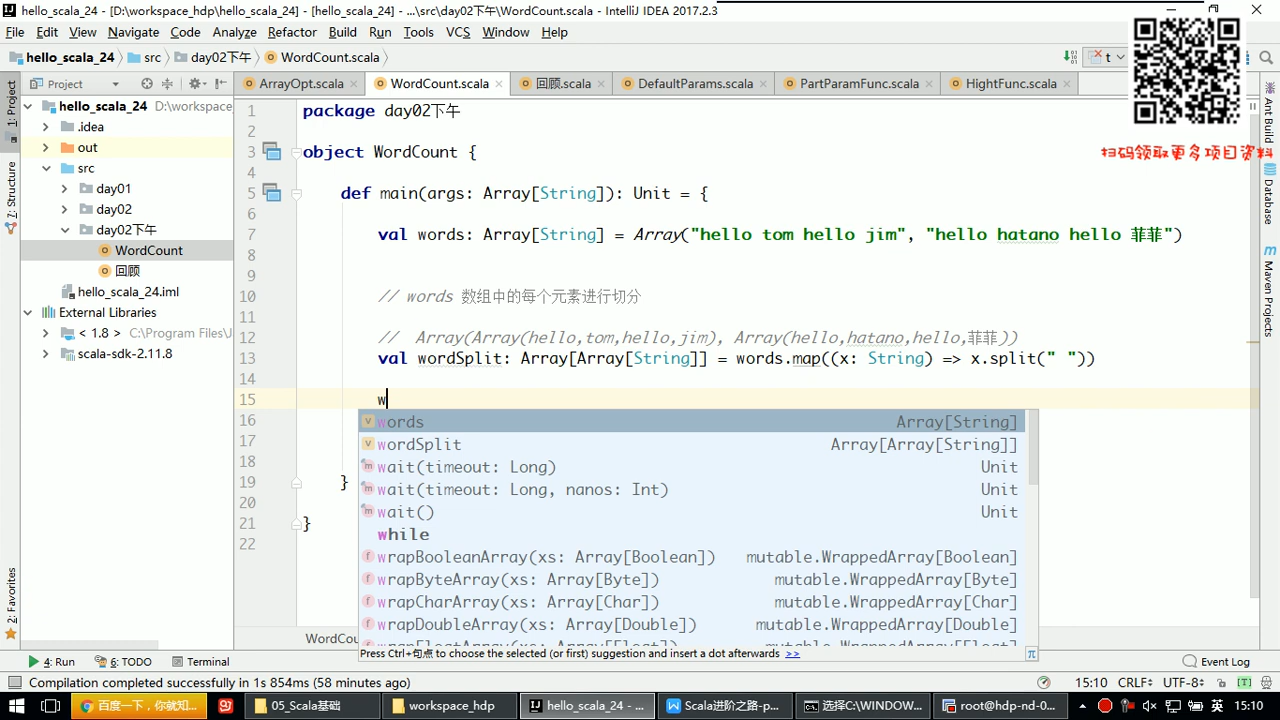 hello_scala_24 - [D:\workspace_hdp\hello_scala_24] - [hello_scala_24] - ...\src\day02下午\WordCount.scala - IntelliJ IDEA 2017.2.3
File Edit View Navigate Code Analyze Refactor Build Run Tools VCS Window Help
hello_scala_24 src day02下午 WordCount.scala t
扫码领取更多项目资料
Project ArrayOpt.scala WordCount.scala 回顾.scala DefaultParams.scala PartParamFunc.scala HightFunc.scala
1: Project
Z: Structure
2: Favorites
hello_scala_24 D:\workspace_
.idea
out
src
day01
day02
day02下午
WordCount
回顾
hello_scala_24.iml
External Libraries
< 1.8 > C:\Program Files\J
scala-sdk-2.11.8
1 package day02下午
2
3 object WordCount {
4
5 def main(args: Array[String]): Unit = {
6
7 val words: Array[String] = Array("hello tom hello jim", "hello hatano hello 菲菲")
8
9
10 // words 数组中的每个元素进行切分
11
12 // Array(Array(hello,tom,hello,jim), Array(hello,hatano,hello,菲菲))
13 val wordSplit: Array[Array[String]] = words.map((x: String) => x.split(" "))
14
15 w
16
17
18
19 }
20
21 }
22
words Array[String]
wordSplit Array[Array[String]]
wait(timeout: Long) Unit
wait(timeout: Long, nanos: Int) Unit
wait() Unit
while
wrapBooleanArray(xs: Array[Boolean]) mutable.WrappedArray[Boolean]
wrapByteArray(xs: Array[Byte]) mutable.WrappedArray[Byte]
wrapCharArray(xs: Array[Char]) mutable.WrappedArray[Char]
wrapDoubleArray(xs: Array[Double]) mutable.WrappedArray[Double]
wrapFloatArray(xs: Array[Float]) mutable.WrappedArray[Float]
Press Ctrl+句点 to choose the selected (or first) suggestion and insert a dot afterwards >>
WordCou
Ant Build
Database
Maven Projects
4: Run 6: TODO Terminal Event Log
Compilation completed successfully in 1s 854ms (58 minutes ago) 15:10 CRLF÷ UTF-8÷
百度一下，你就知... 05_Scala基础 workspace_hdp hello_scala_24 - ... Scala进阶之路-p... 选择C:\WINDOW... root@hdp-nd-0... 英 15:10